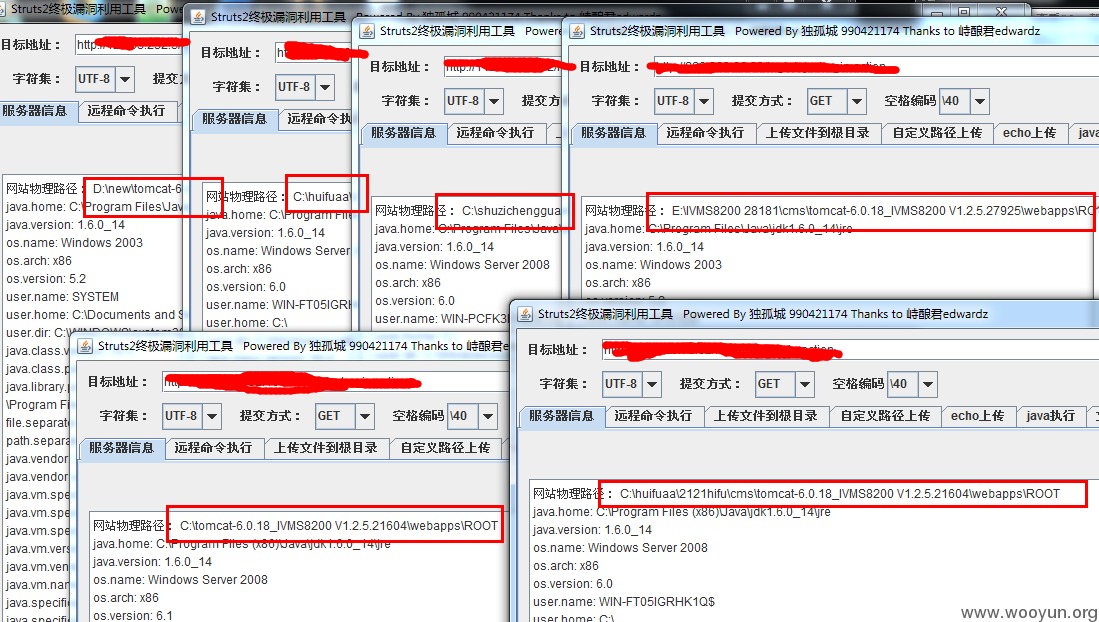 Struts2终极漏洞利用工具 Powe
目标地址：
字符集： UTF-8 提交
服务器信息 远程命令执行
网站物理路径： D:\new\tomcat-6
java.home: C:\Program Files\Jav
java.version: 1.6.0_14
os.name: Windows 2003
os.arch: x86
os.version: 5.2
user.name: SYSTEM
user.home: C:\Documents and S
user.dir: C:\WINDOWS\
java.class.v
java.class.p
java.library.p
\Program Fi
file.separat
path.separa
java.vendor
java.vendor
java.vm.spe
java.vm.spe
java.vm.spe
java.vm.vers
java.vm.ven
java.vm.nam
java.specific
Struts2终极漏洞利用工具
目标地址：
字符集： UTF-8
服务器信息 远程命令执
网站物理路径： C:\huifuaa\
java.home: C:\Program File
java.version: 1.6.0_14
os.name: Windows Server
os.arch: x86
os.version: 6.0
user.name: WIN-FT05IGRH
user.home: C:\
Struts2终极漏洞利用工具 Powere
目标地址：
字符集： UTF-8 提交方
服务器信息 远程命令执行
网站物理路径： C:\shuzichenggua
java.home: C:\Program Files\Java
java.version: 1.6.0_14
os.name: Windows Server 2008
os.arch: x86
os.version: 6.0
user.name: WIN-PCFK3
Struts2终极漏洞利用工具 Powered By 独孤城 990421174 Thanks to 峙酿君edwardz
目标地址：
字符集： UTF-8 提交方式： GET 空格编码 \40
服务器信息 远程命令执行 上传文件到根目录 自定义路径上传 echo上传 java
网站物理路径： E:\IVMS8200 28181\cms\tomcat-6.0.18_IVMS8200 V1.2.5.27925\webapps\RO
java.home: C:\Program Files\Java\jdk1.6.0_14\jre
java.version: 1.6.0_14
os.name: Windows 2003
os.arch: x86
Struts2终极漏洞利用工具 Powered By 独孤城 990421174 Thanks to 峙酿君e
目标地址：
字符集： UTF-8 提交方式： GET 空格编码 \40
服务器信息 远程命令执行 上传文件到根目录 自定义路径上传
网站物理路径： C:\tomcat-6.0.18_IVMS8200 V1.2.5.21604\webapps\ROOT
java.home: C:\Program Files (x86)\Java\jdk1.6.0_14\jre
java.version: 1.6.0_14
os.name: Windows Server 2008
os.arch: x86
os.version: 6.1
Struts2终极漏洞利用工具 Powered By 独孤城 990421174 Thanks to 峙酿君edwardz
目标地址：
字符集： UTF-8 提交方式： GET 空格编码 \40
服务器信息 远程命令执行 上传文件到根目录 自定义路径上传 echo上传 java执行
网站物理路径： C:\huifuaa\2121hifu\cms\tomcat-6.0.18_IVMS8200 V1.2.5.21604\webapps\ROOT
java.home: C:\Program Files (x86)\Java\jdk1.6.0_14\jre
java.version: 1.6.0_14
os.name: Windows Server 2008
os.arch: x86
os.version: 6.0
user.name: WIN-FT05IGRHK1Q$
user.home: C:\
www.wooyun.org